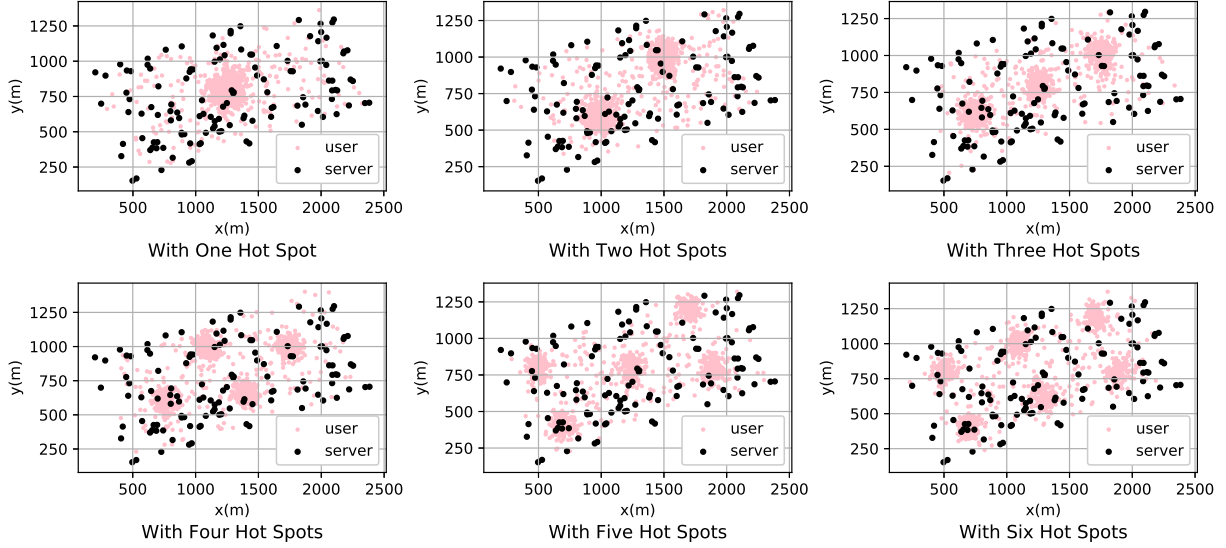 1250
1000
750
500
250
y(m)
user
server
500 1000 1500 2000 2500
x(m)
With One Hot Spot
1250
1000
750
500
250
y(m)
user
server
500 1000 1500 2000 2500
x(m)
With Two Hot Spots
1250
1000
750
500
250
y(m)
user
server
500 1000 1500 2000 2500
x(m)
With Three Hot Spots
1250
1000
750
500
250
y(m)
user
server
500 1000 1500 2000 2500
x(m)
With Four Hot Spots
1250
1000
750
500
250
y(m)
user
server
500 1000 1500 2000 2500
x(m)
With Five Hot Spots
1250
1000
750
500
250
y(m)
user
server
500 1000 1500 2000 2500
x(m)
With Six Hot Spots